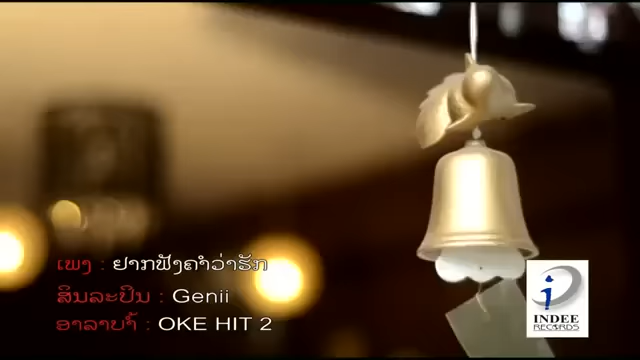 ເພງ : ຢາກຟັງຄຳວ່າຮັກ
ສິນລະປິນ : Genii
ອາລາບ້ຳ : OKE HIT 2
INDEE
RECORDS